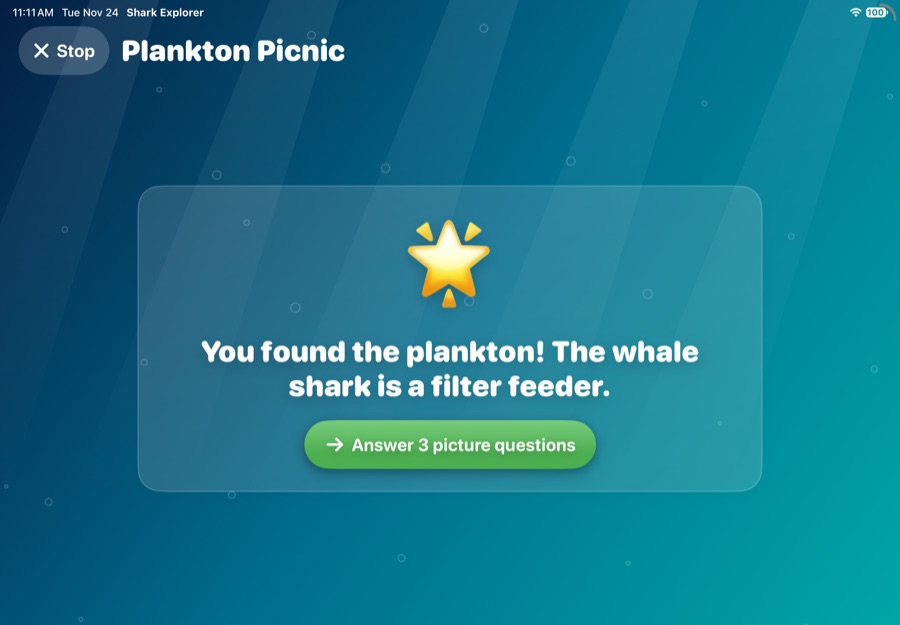 11:11 AM Tue Nov 24 Shark Explorer
100
Stop
Plankton Picnic
You found the plankton! The whale
shark is a filter feeder.
Answer 3 picture questions